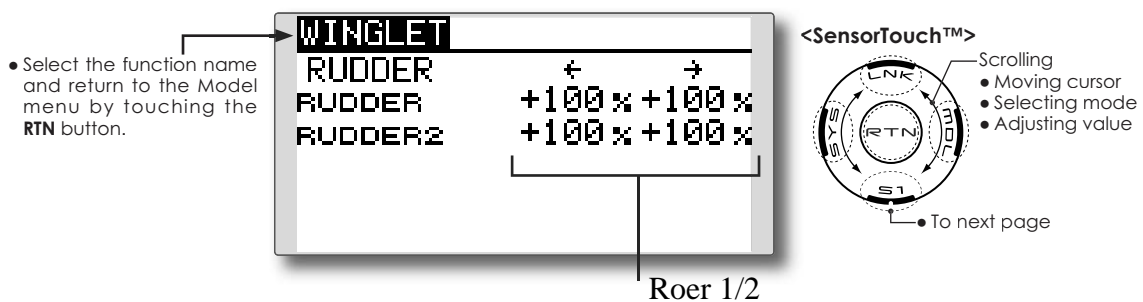 ● Select the function name
and return to the Model
menu by touching the
RTN button.
WINGLET
RUDDER ← →
RUDDER +100% +100%
RUDDER2 +100% +100%
Roer 1/2
<SensorTouch™>
Scrolling
● Moving cursor
● Selecting mode
● Adjusting value
LNK
SYS
RTN
MDL
S1
● To next page